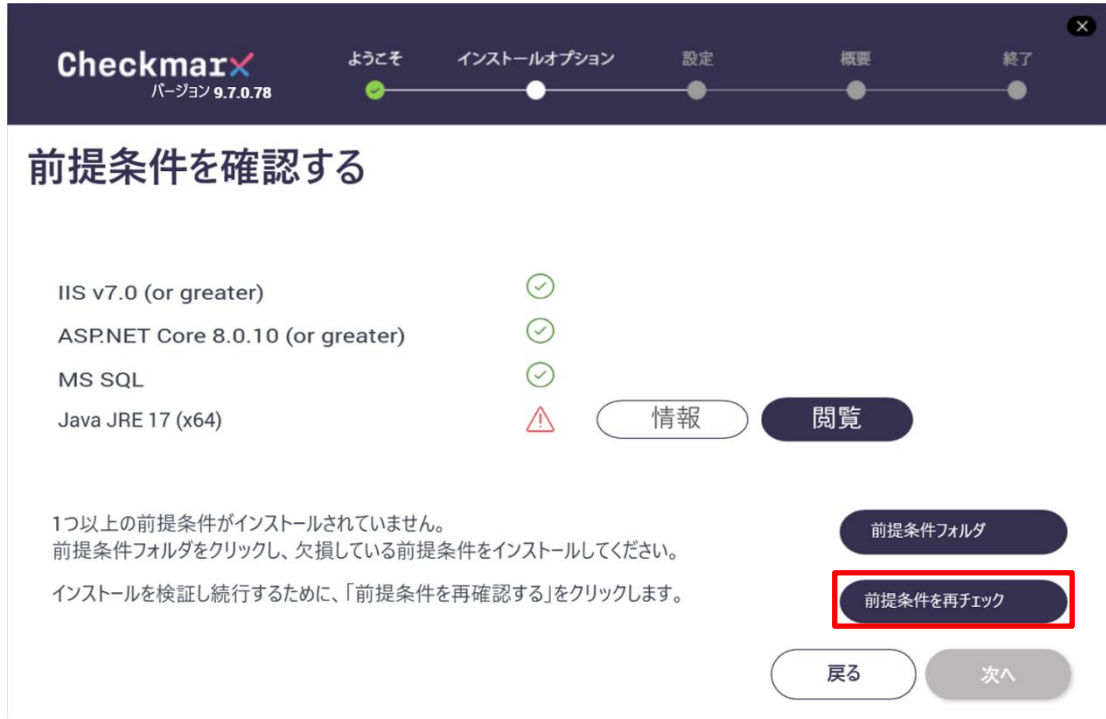 Checkmarx
バージョン 9.7.0.78
ようこそ
インストールオプション
設定
概要
終了
前提条件を確認する
IIS v7.0 (or greater)
ASP.NET Core 8.0.10 (or greater)
MS SQL
Java JRE 17 (x64)
情報
閲覧
1つ以上の前提条件がインストールされていません。
前提条件フォルダをクリックし、欠損している前提条件をインストールしてください。
前提条件フォルダ
インストールを検証し続行するために、「前提条件を再確認する」をクリックします。
前提条件を再チェック
戻る
次へ